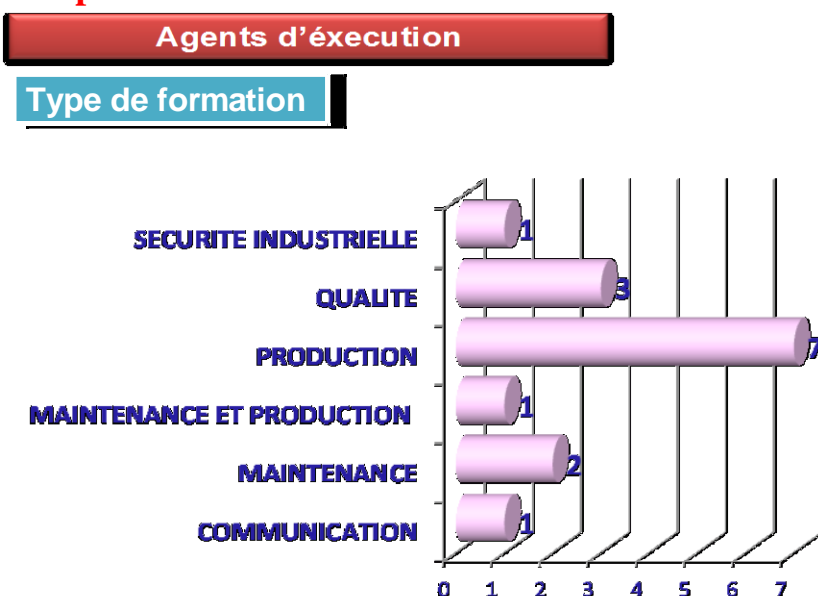 Agents d'éxecution
Type de formation
SECURITE INDUSTRIELLE
1
QUALITE
3
PRODUCTION
7
MAINTENANCE ET PRODUCTION
1
MAINTENANCE
2
COMMUNICATION
1
0 1 2 3 4 5 6 7